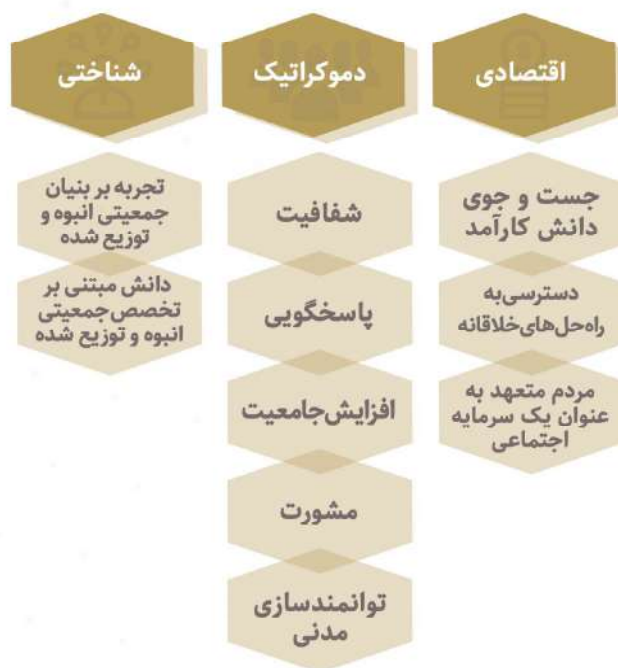 اقتصادی
جست و جوی
دانش کارآمد
دسترسی‌به
راه‌حل‌های‌خلاقانه
مردم متعهد به
عنوان یک سرمایه
اجتماعی
دموکراتیک
شفافیت
پاسخگویی
افزایش‌جامعیت
مشورت
توانمندسازی
مدنی
شناختی
تجربه بر بنیان
جمعیتی انبوه و
توزیع شده
دانش مبتنی بر
تخصص‌جمعیتی
انبوه و توزیع شده